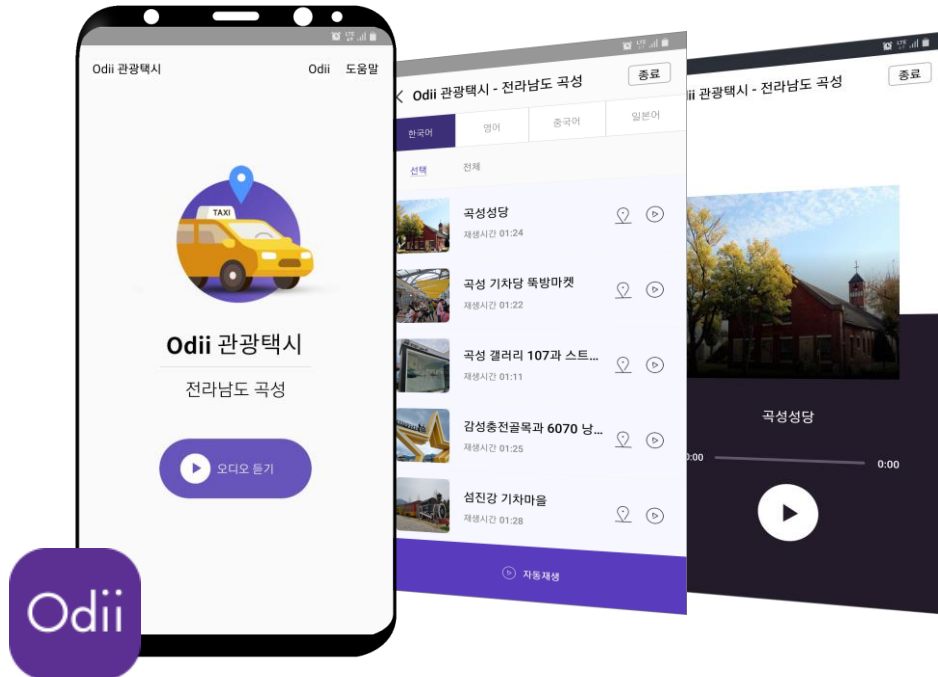 Odii 관광택시
Odii 도움말
TAXI
Odii 관광택시
전라남도 곡성
오디오 듣기
Odii
Odii 관광택시 - 전라남도 곡성
종료
한국어 영어 중국어 일본어
선택 전체
곡성성당
재생시간 01:24
곡성 기차당 뚝방마켓
재생시간 01:22
곡성 갤러리 107과 스트...
재생시간 01:11
감성충전골목과 6070 낭...
재생시간 01:25
섬진강 기차마을
재생시간 01:28
자동재생
ii 관광택시 - 전라남도 곡성
종료
곡성성당
0:00 0:00